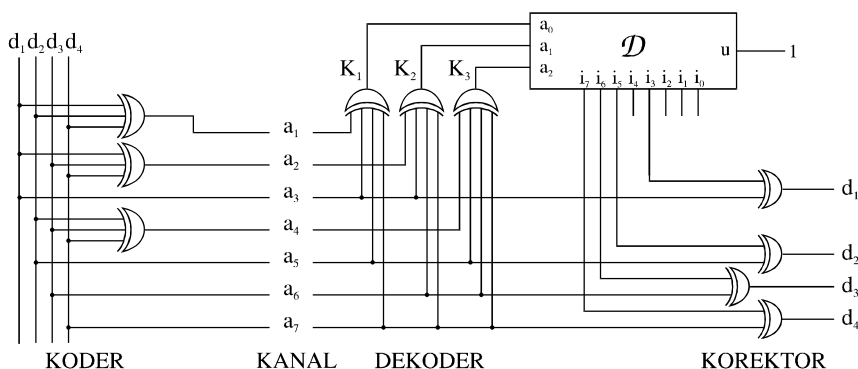 d₁ d₂ d₃ d₄
K₁ K₂ K₃
a₀
a₁
a₂
𝒟
u
1
i₇ i₆ i₅ i₄ i₃ i₂ i₁ i₀
a₁
a₂
a₃
a₄
a₅
a₆
a₇
d₁
d₂
d₃
d₄
KODER KANAL DEKODER KOREKTOR